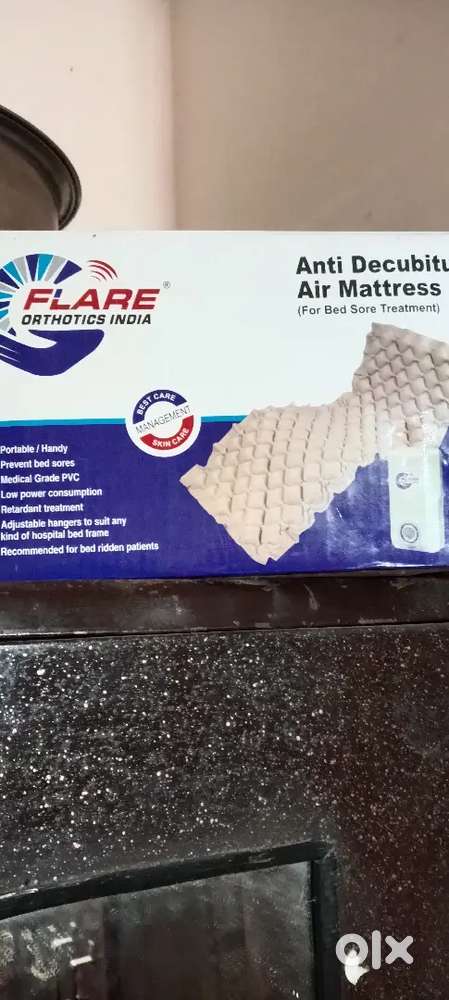 FLARE®
ORTHOTICS INDIA
Anti Decubitu
Air Mattress
(For Bed Sore Treatment)
BEST CARE
MANAGEMENT
SKIN CARE
Portable / Handy
Prevent bed sores
Medical Grade PVC
Low power consumption
Retardant treatment
Adjustable hangers to suit any
kind of hospital bed frame
Recommended for bed ridden patients
olx